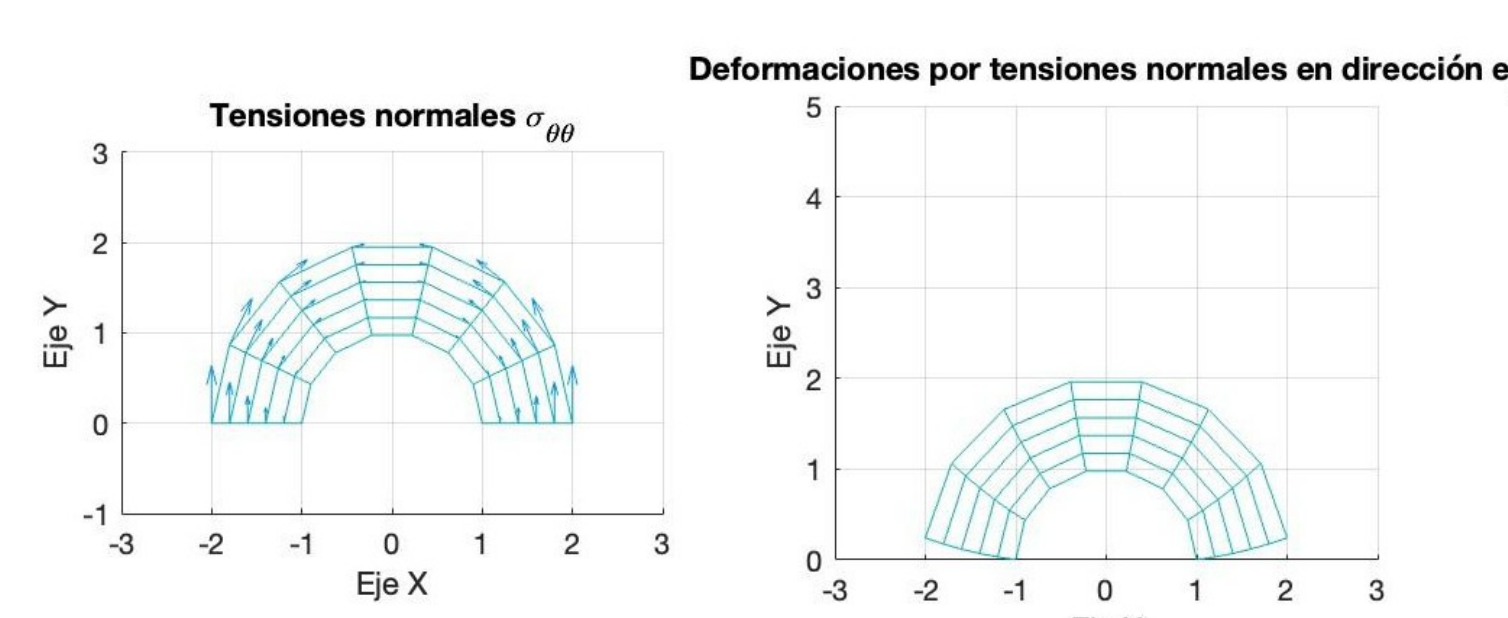 Tensiones normales σθθ
3
2
1
0
-1
Eje Y
-3 -2 -1 0 1 2 3
Eje X
Deformaciones por tensiones normales en dirección e
5
4
3
2
1
0
Eje Y
-3 -2 -1 0 1 2 3